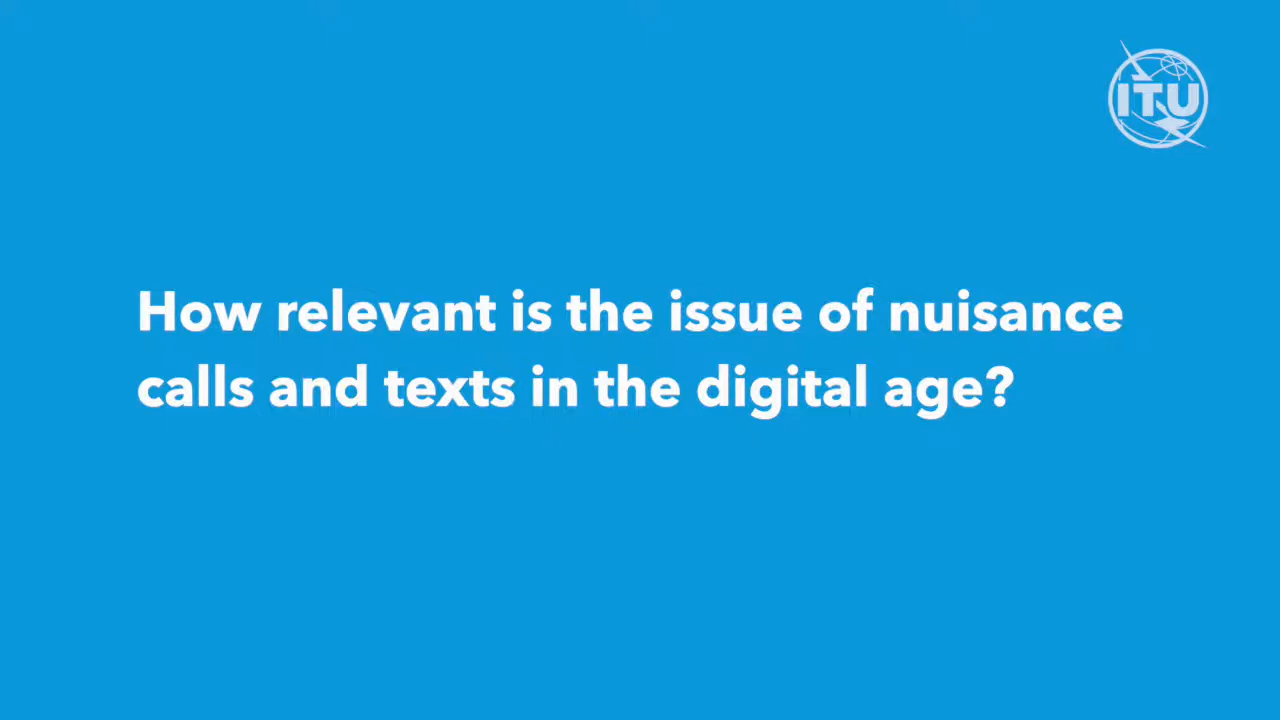 ITU
How relevant is the issue of nuisance
calls and texts in the digital age?